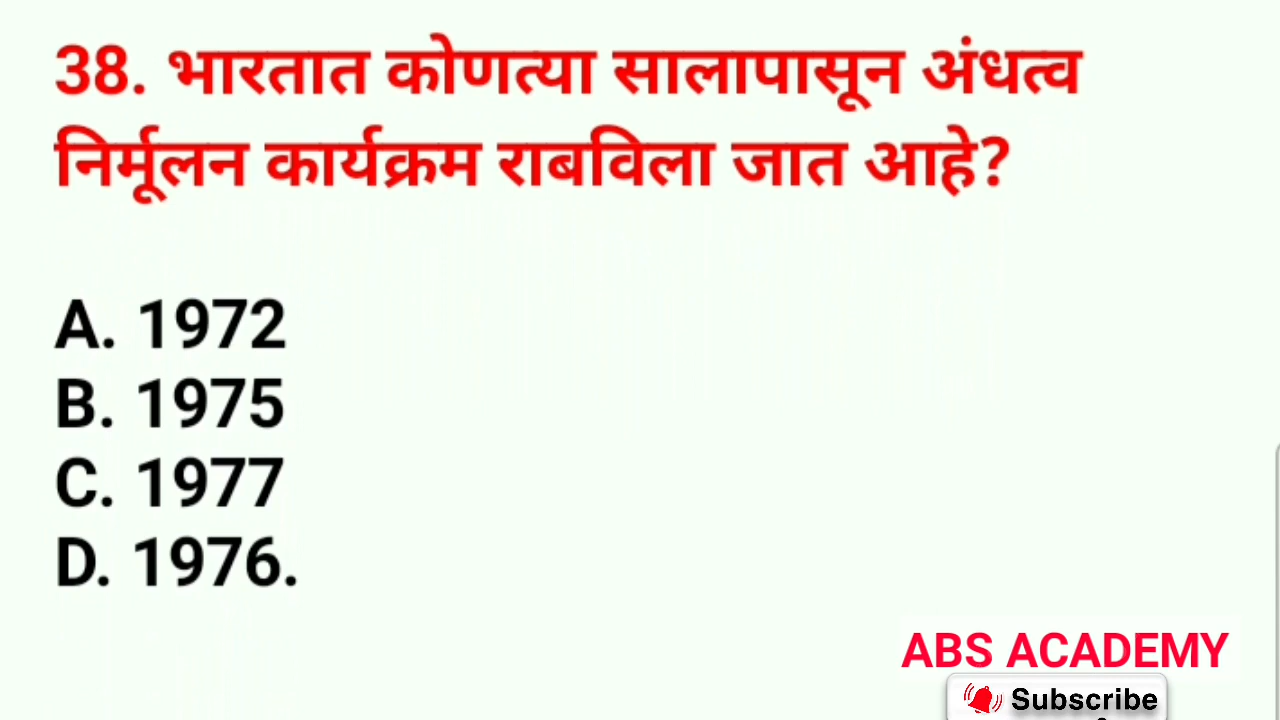 38. भारतात कोणत्या सालापासून अंधत्व
निर्मूलन कार्यक्रम राबविला जात आहे?
A. 1972
B. 1975
C. 1977
D. 1976.
ABS ACADEMY
Subscribe